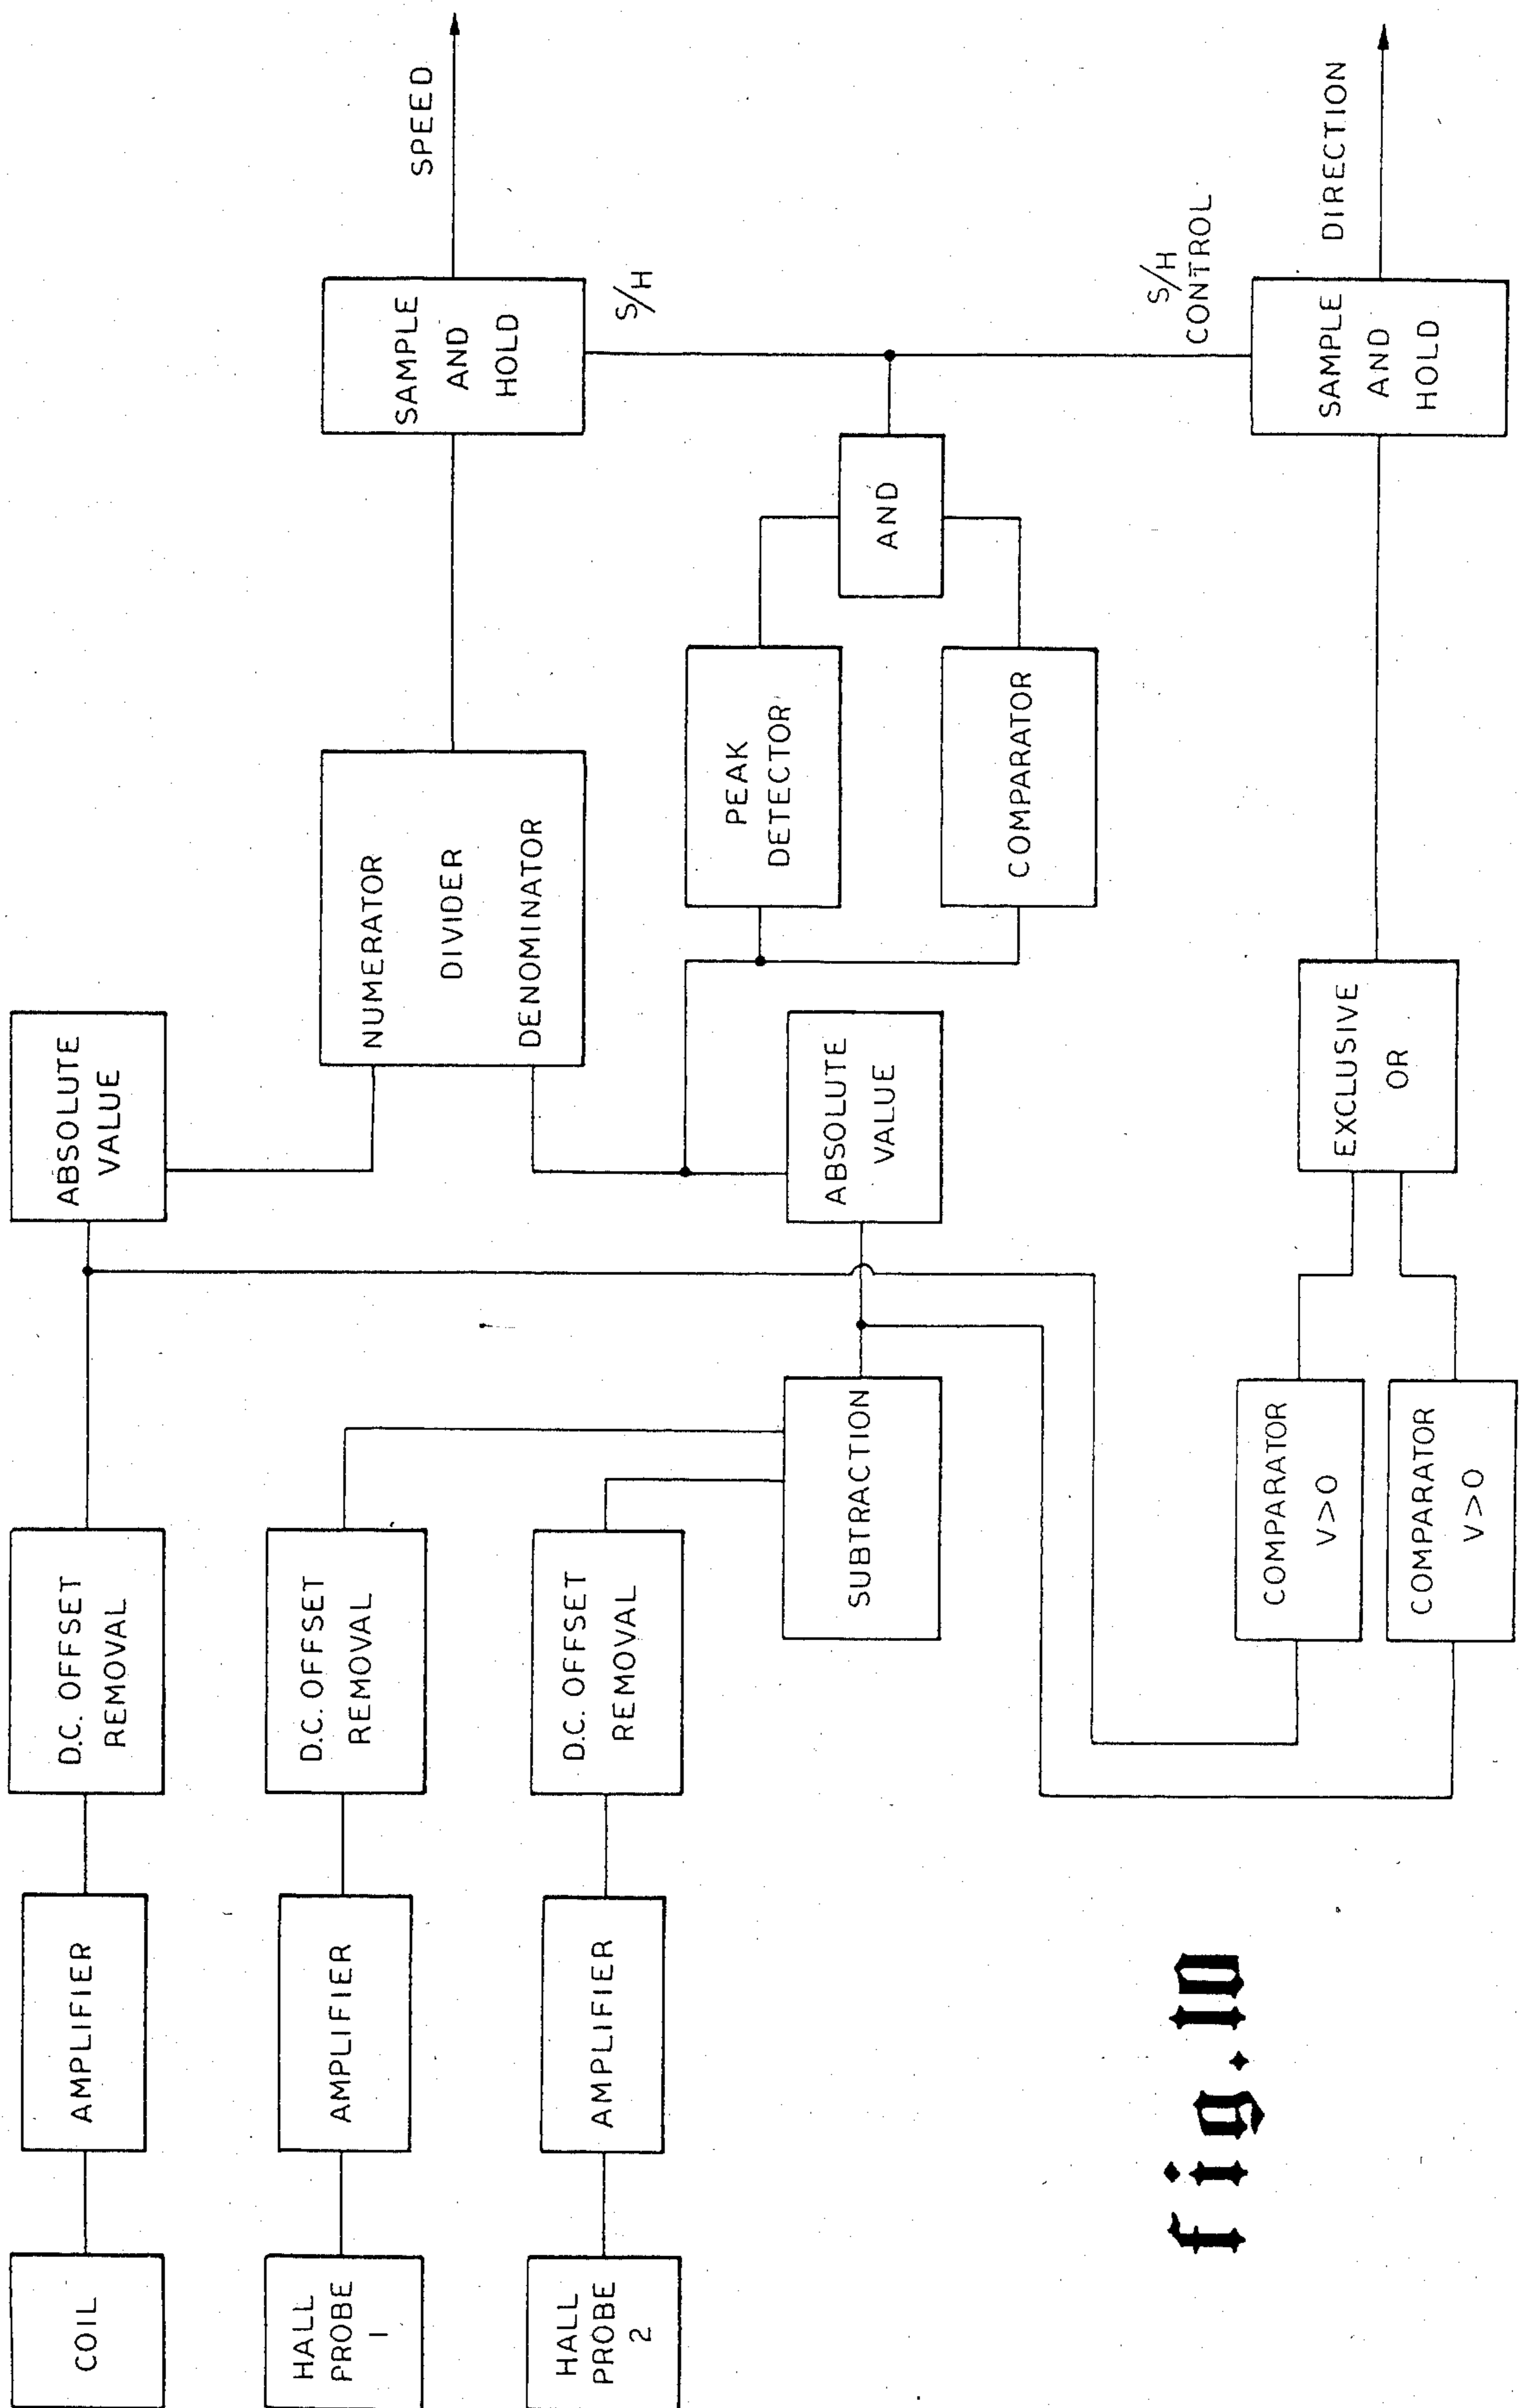 COIL
AMPLIFIER
D.C. OFFSET
REMOVAL
ABSOLUTE
VALUE
HALL
PROBE
1
AMPLIFIER
D.C. OFFSET
REMOVAL
HALL
PROBE
2
AMPLIFIER
D.C. OFFSET
REMOVAL
SUBTRACTION
ABSOLUTE
VALUE
NUMERATOR
DIVIDER
DENOMINATOR
SAMPLE
AND
HOLD
SPEED
S/H
PEAK
DETECTOR
COMPARATOR
AND
COMPARATOR
V>0
COMPARATOR
V>0
EXCLUSIVE
OR
S/H
CONTROL
SAMPLE
AND
HOLD
DIRECTION
fig.10